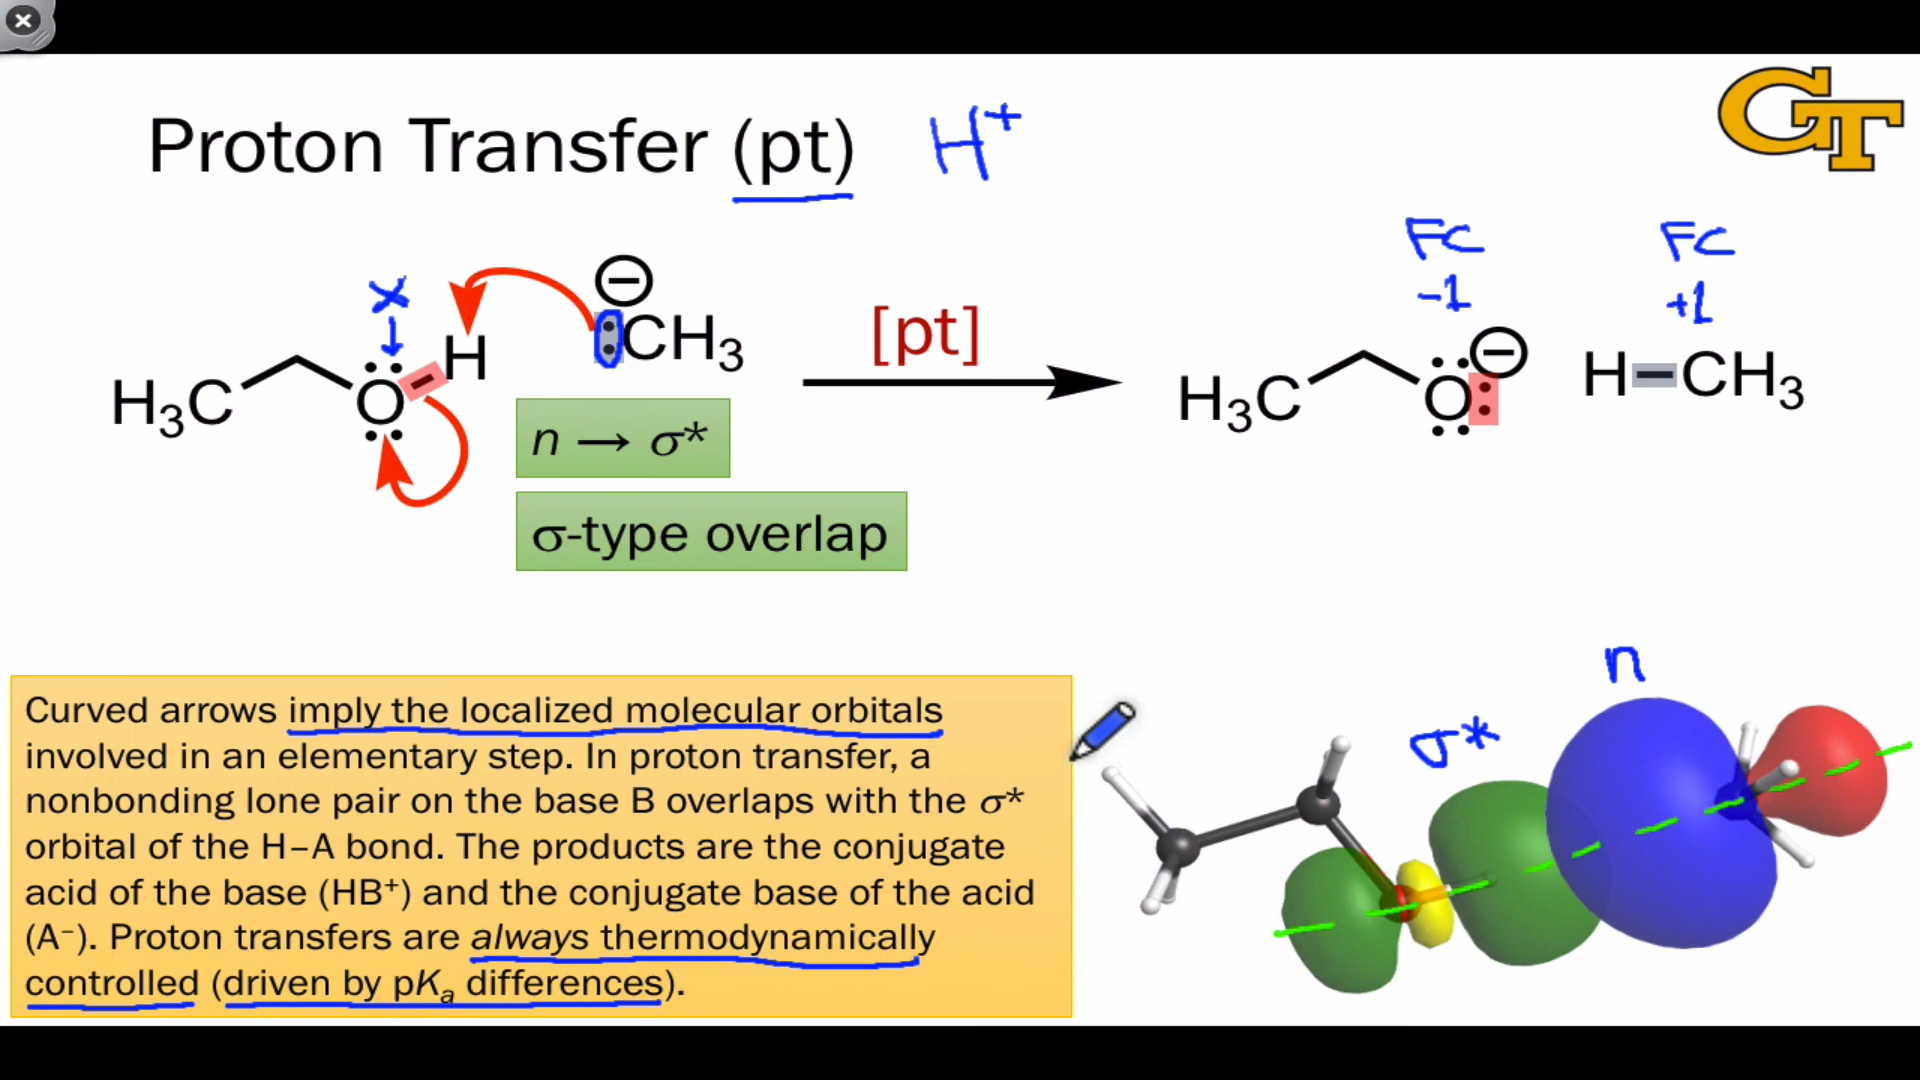 Proton Transfer (pt) H⁺
GT
FC FC
-1 +1
x
H₃C O H :CH₃ [pt] H₃C O: H–CH₃
n → σ*
σ-type overlap
n
σ*
Curved arrows imply the localized molecular orbitals
involved in an elementary step. In proton transfer, a
nonbonding lone pair on the base B overlaps with the σ*
orbital of the H–A bond. The products are the conjugate
acid of the base (HB⁺) and the conjugate base of the acid
(A⁻). Proton transfers are always thermodynamically
controlled (driven by pKₐ differences).